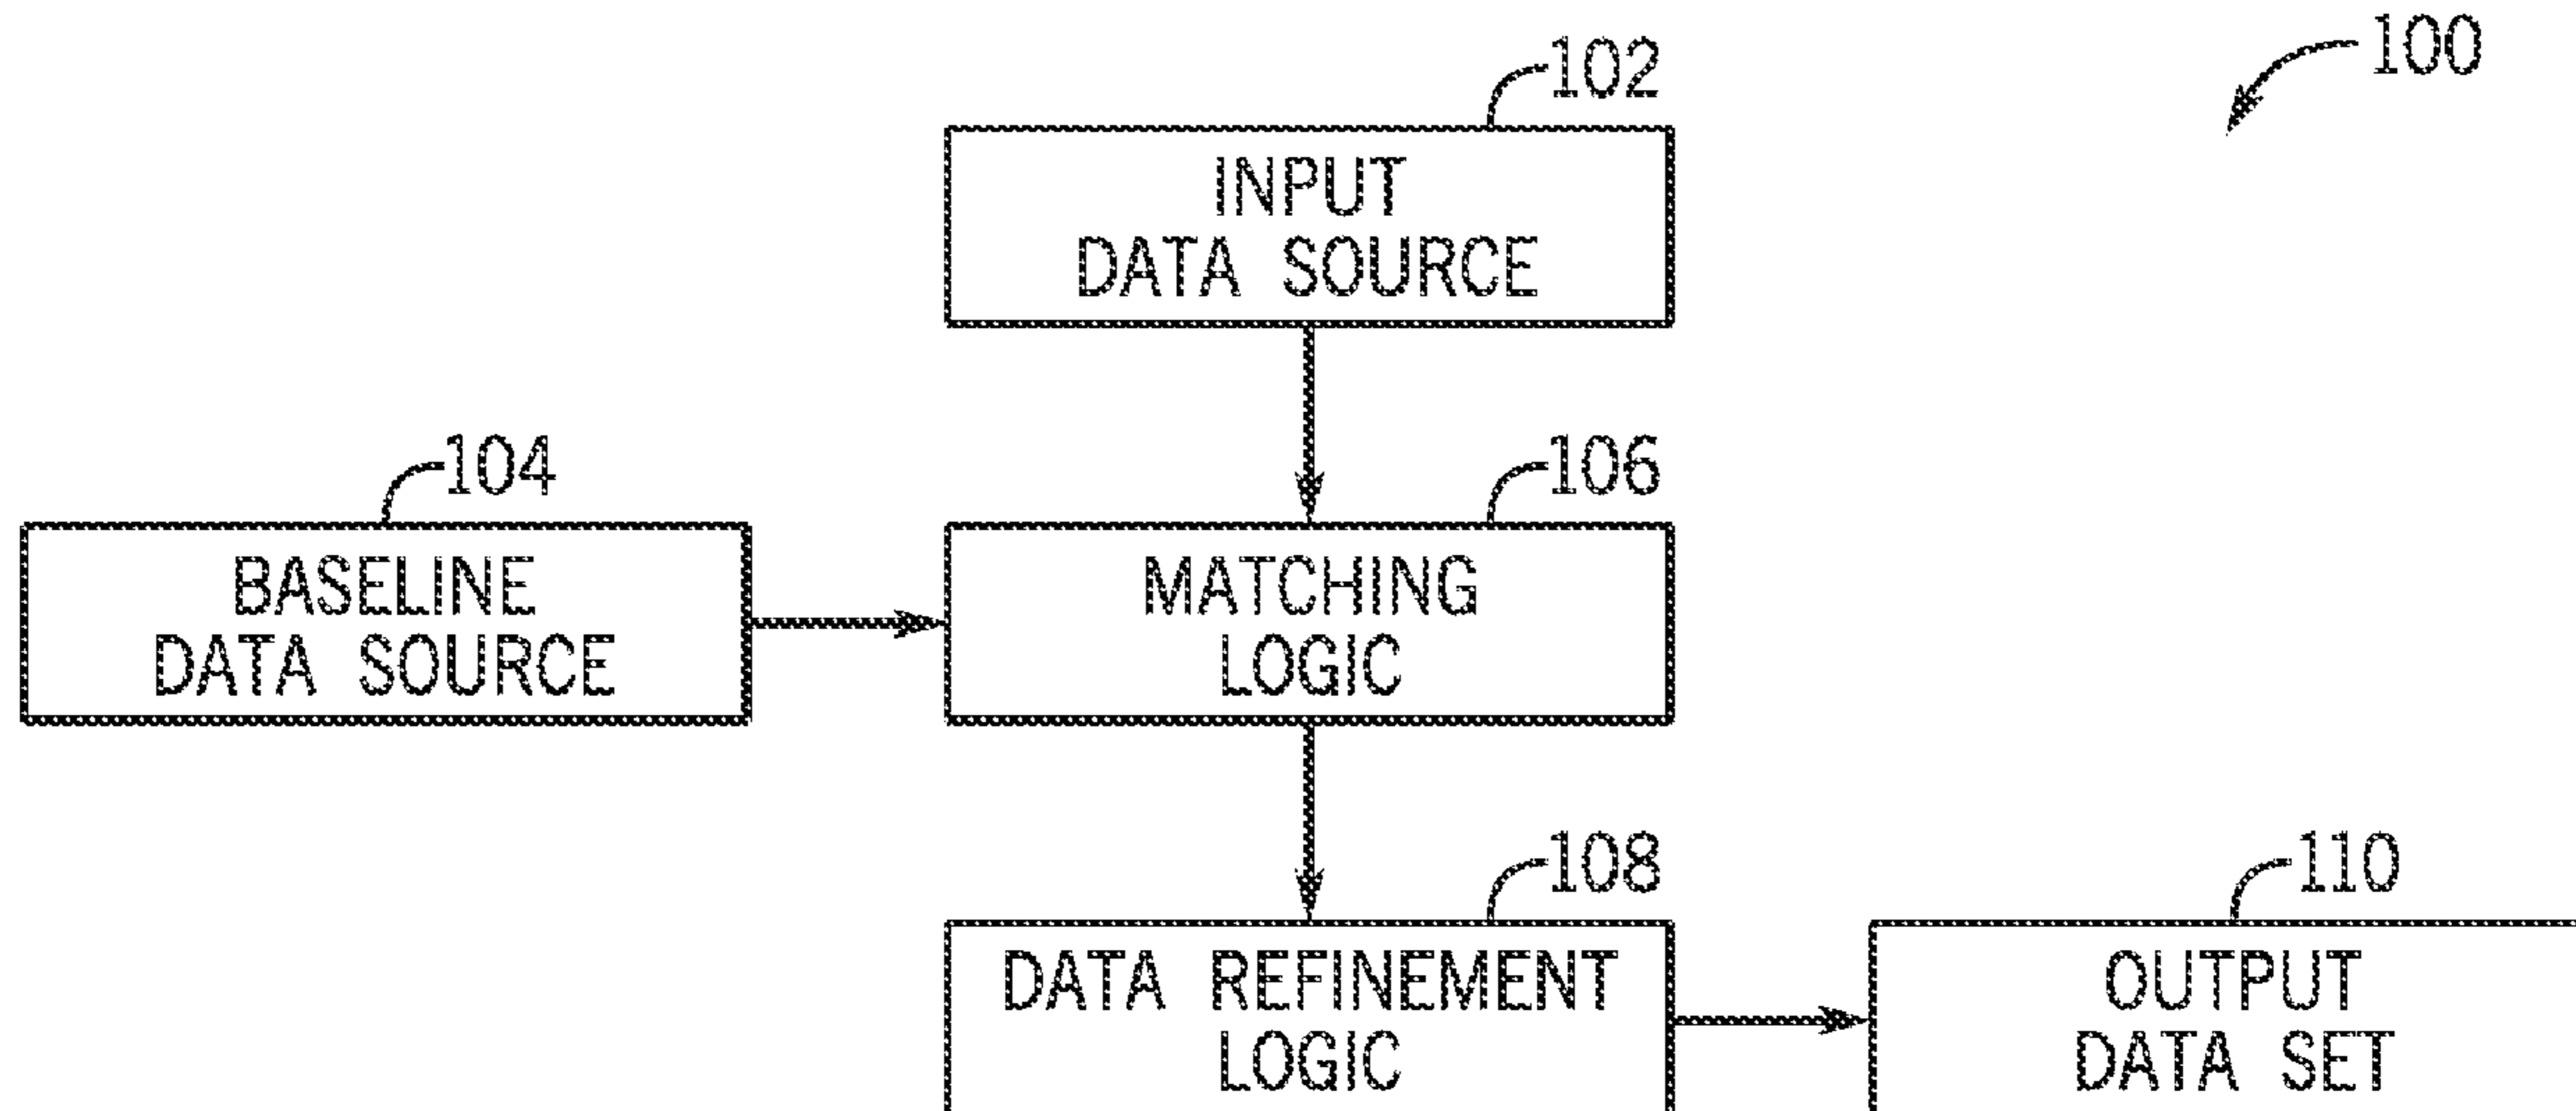 100
102
INPUT
DATA SOURCE
104
106
BASELINE
DATA SOURCE
MATCHING
LOGIC
108
110
DATA REFINEMENT
LOGIC
OUTPUT
DATA SET